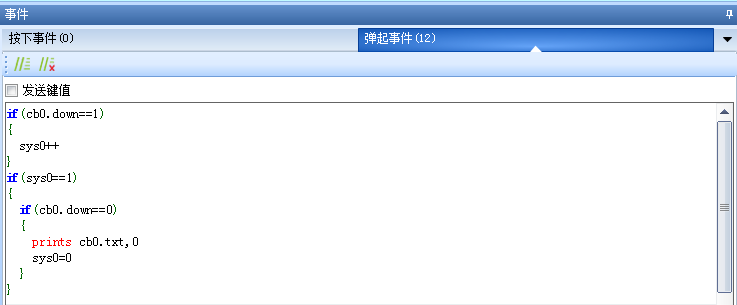 事件
按下事件(0)
弹起事件(12)
发送键值
if(cb0.down==1)
{
sys0++
}
if(sys0==1)
{
if(cb0.down==0)
{
prints cb0.txt,0
sys0=0
}
}